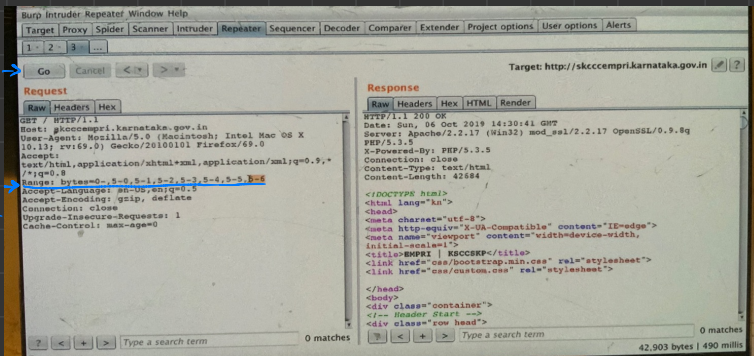 Burp Intruder Repeater Window Help
Target Proxy Spider Scanner Intruder Repeater Sequencer Decoder Comparer Extender Project options User options Alerts
1 2 3 ...
Go Cancel < > Target: http://skcccempri.karnataka.gov.in ?
Request
Raw Headers Hex
GET / HTTP/1.1
Host: skcccempri.karnataka.gov.in
User-Agent: Mozilla/5.0 (Macintosh; Intel Mac OS X
10.13; rv:69.0) Gecko/20100101 Firefox/69.0
Accept:
text/html,application/xhtml+xml,application/xml;q=0.9,*
/*;q=0.8
Range: bytes=0-,5-0,5-1,5-2,5-3,5-4,5-5,5-6
Accept-Language: en-US,en;q=0.5
Accept-Encoding: gzip, deflate
Connection: close
Upgrade-Insecure-Requests: 1
Cache-Control: max-age=0
? < + > Type a search term 0 matches
Response
Raw Headers Hex HTML Render
HTTP/1.1 200 OK
Date: Sun, 06 Oct 2019 14:30:41 GMT
Server: Apache/2.2.17 (Win32) mod_ssl/2.2.17 OpenSSL/0.9.8q
PHP/5.3.5
X-Powered-By: PHP/5.3.5
Connection: close
Content-Type: text/html
Content-Length: 42684
<!DOCTYPE html>
<html lang="kn">
<head>
<meta charset="utf-8">
<meta http-equiv="X-UA-Compatible" content="IE=edge">
<meta name="viewport" content="width=device-width,
initial-scale=1">
<title>EMPRI | KSCCSKP</title>
<link href="css/bootstrap.min.css" rel="stylesheet">
<link href="css/custom.css" rel="stylesheet">
</head>
<body>
<div class="container">
<!-- Header Start -->
<div class="row head">
? < + > Type a search term 0 matches
42,903 bytes | 490 millis